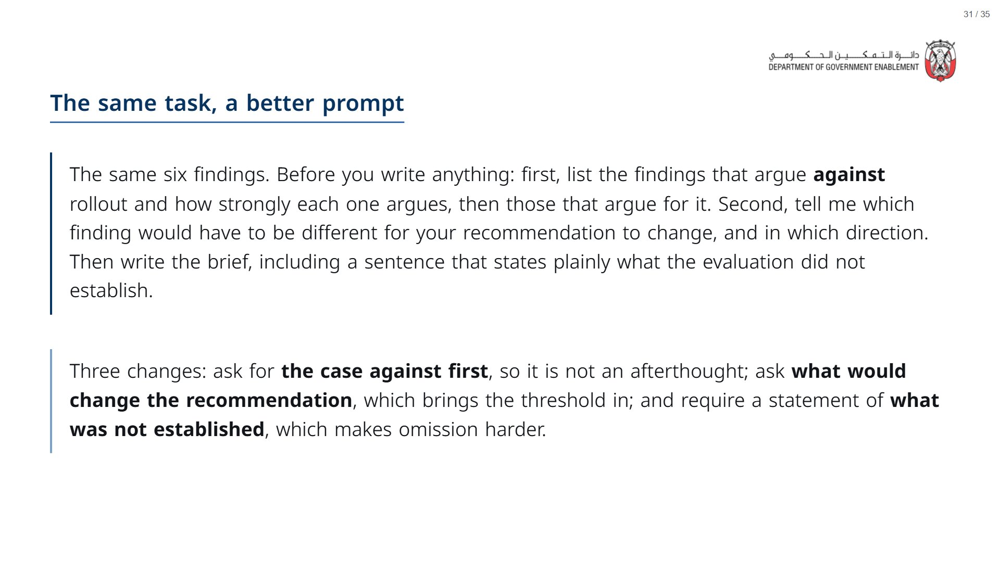 31 / 35
دائـرة الـتـمـكـيـن الـحـكـومـي
DEPARTMENT OF GOVERNMENT ENABLEMENT
The same task, a better prompt
The same six findings. Before you write anything: first, list the findings that argue against
rollout and how strongly each one argues, then those that argue for it. Second, tell me which
finding would have to be different for your recommendation to change, and in which direction.
Then write the brief, including a sentence that states plainly what the evaluation did not
establish.
Three changes: ask for the case against first, so it is not an afterthought; ask what would
change the recommendation, which brings the threshold in; and require a statement of what
was not established, which makes omission harder.